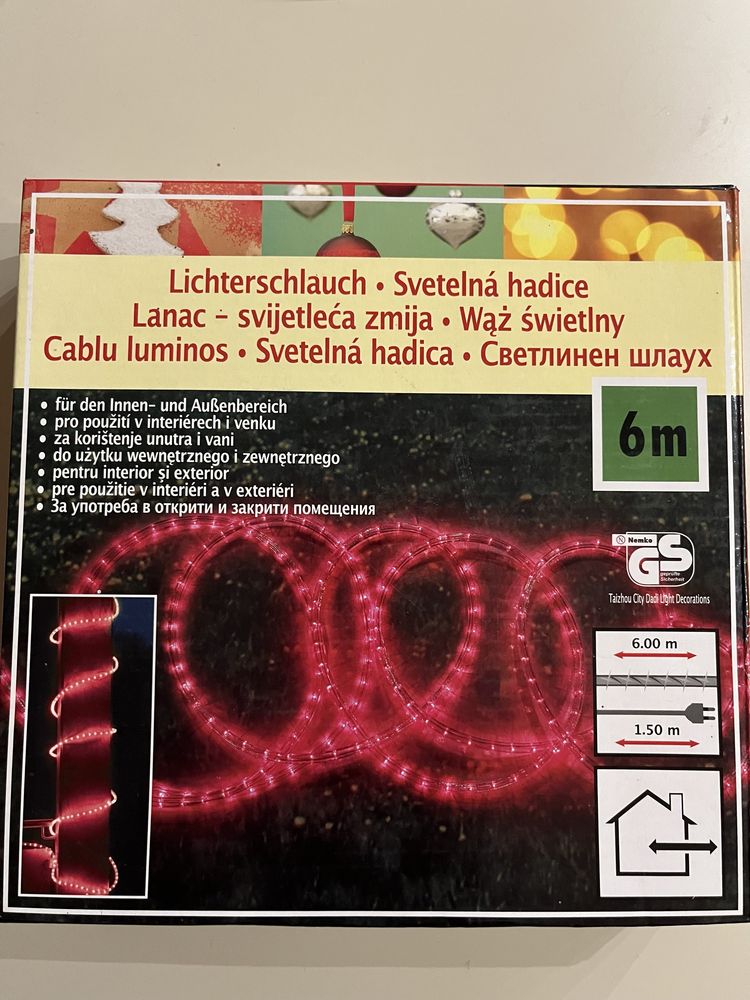 Lichterschlauch • Svetelná hadice
Lanac - svijetleća zmija • Wąż świetlny
Cablu luminos • Svetelná hadica • Светлинен шлаух
• für den Innen- und Außenbereich
• pro použití v interiérech i venku
• za korištenje unutra i vani
• do użytku wewnętrznego i zewnętrznego
• pentru interior și exterior
• pre použitie v interiéri a v exteriéri
• За употреба в открити и закрити помещения
6m
N Nemko
GS
geprüfte
Sicherheit
Taizhou City Dadi Light Decorations
6.00 m
1.50 m